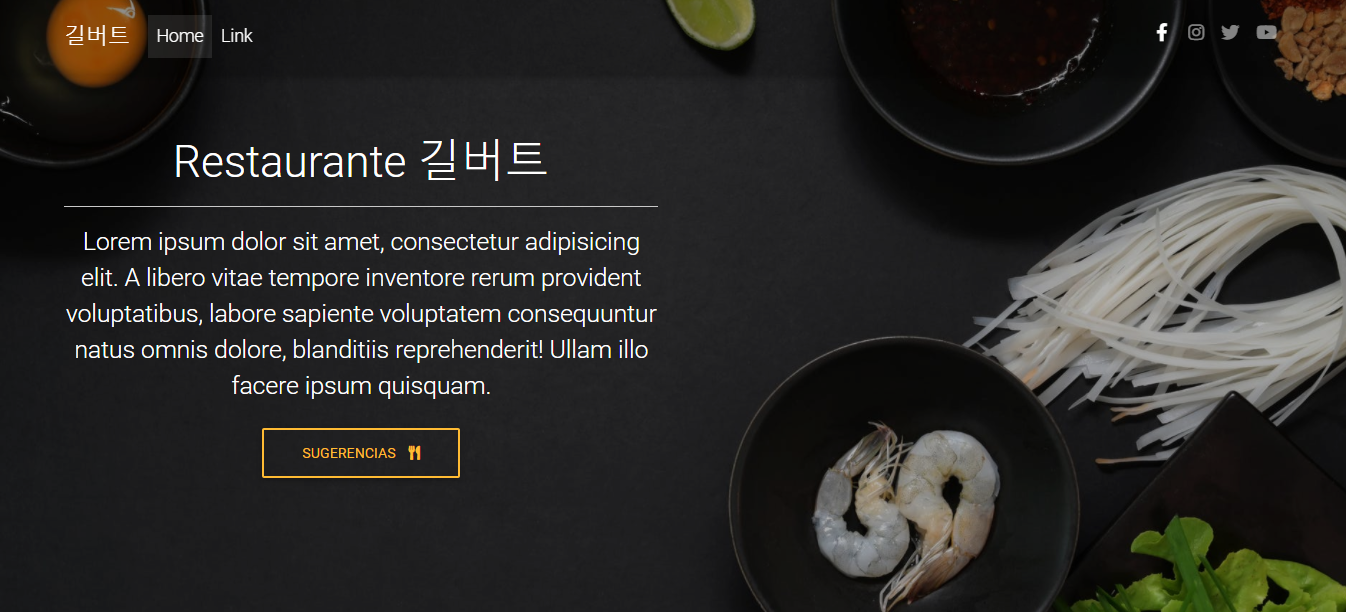 길버트 Home Link
Restaurante 길버트
Lorem ipsum dolor sit amet, consectetur adipisicing
elit. A libero vitae tempore inventore rerum provident
voluptatibus, labore sapiente voluptatem consequuntur
natus omnis dolore, blanditiis reprehenderit! Ullam illo
facere ipsum quisquam.
SUGERENCIAS